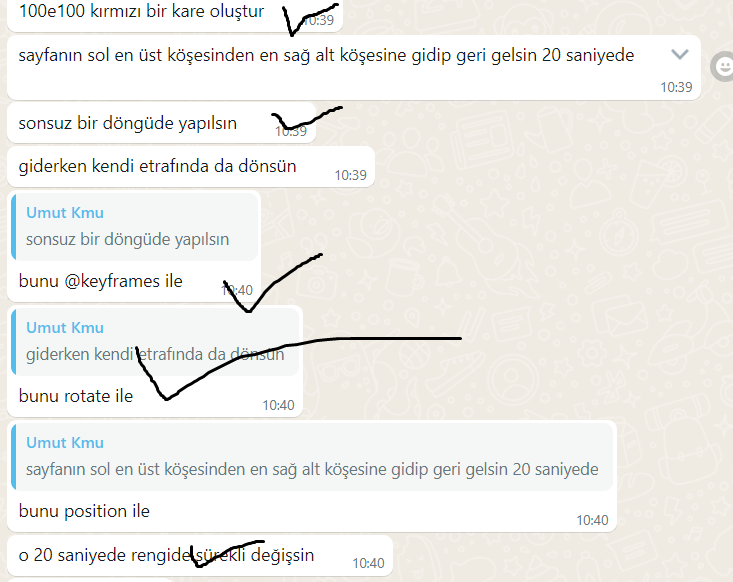 100e100 kırmızı bir kare oluştur
10:39
sayfanın sol en üst köşesinden en sağ alt köşesine gidip geri gelsin 20 saniyede
10:39
sonsuz bir döngüde yapılsın
10:39
giderken kendi etrafında da dönsün
10:39
Umut Kmu
sonsuz bir döngüde yapılsın
bunu @keyframes ile
10:40
Umut Kmu
giderken kendi etrafında da dönsün
bunu rotate ile
10:40
Umut Kmu
sayfanın sol en üst köşesinden en sağ alt köşesine gidip geri gelsin 20 saniyede
bunu position ile
10:40
o 20 saniyede rengide sürekli değişsin
10:40